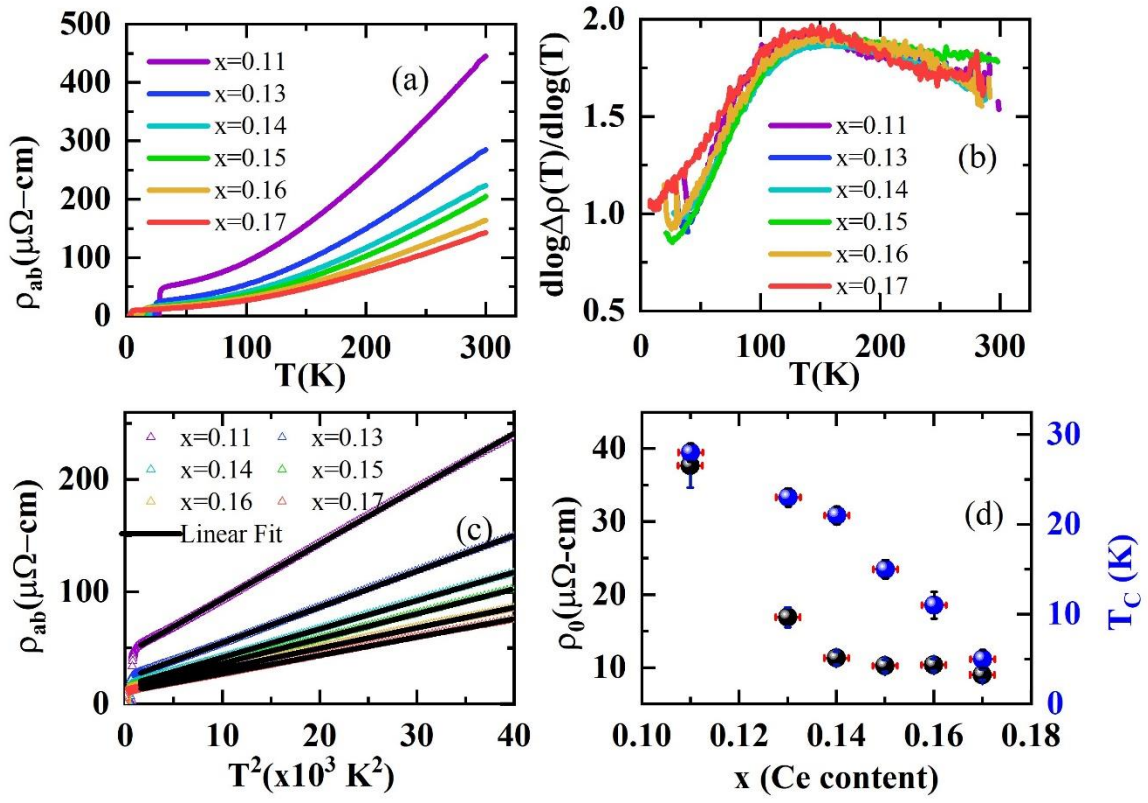 500
400
300
200
100
0
ρab(μΩ−cm)
x=0.11
x=0.13
x=0.14
x=0.15
x=0.16
x=0.17
(a)
0 100 200 300
T(K)
2.0
1.5
1.0
0.5
dlogΔρ(T)/dlog(T)
x=0.11
x=0.13
x=0.14
x=0.15
x=0.16
x=0.17
(b)
0 100 200 300
T(K)
200
100
0
ρab(μΩ−cm)
x=0.11 x=0.13
x=0.14 x=0.15
x=0.16 x=0.17
Linear Fit
(c)
0 10 20 30 40
T2(x103 K2)
40
30
20
10
ρ0(μΩ-cm)
(d)
30
20
10
0
TC (K)
0.10 0.12 0.14 0.16 0.18
x (Ce content)